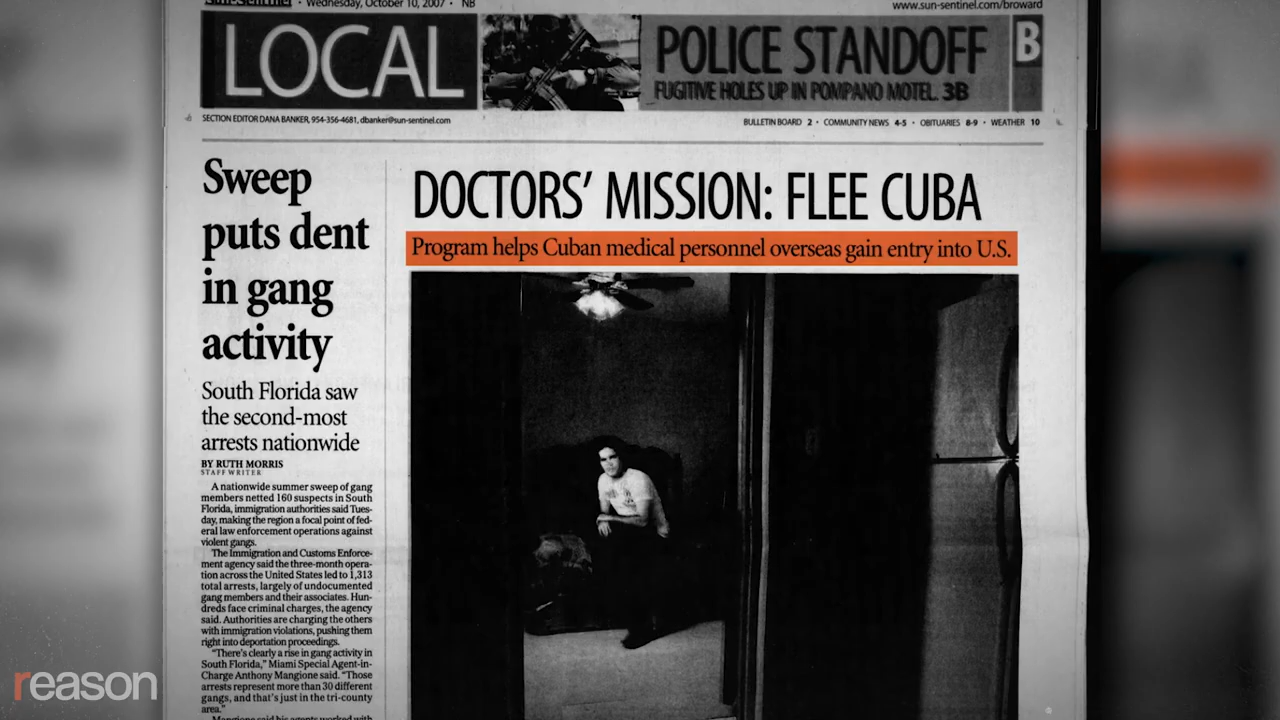 Sun-Sentinel • Wednesday, October 10, 2007 • NB
www.sun-sentinel.com/broward
LOCAL
POLICE STANDOFF
FUGITIVE HOLES UP IN POMPANO MOTEL. 3B
B
SECTION EDITOR DANA BANKER, 954-356-4681, dbanker@sun-sentinel.com
BULLETIN BOARD 2 • COMMUNITY NEWS 4-5 • OBITUARIES 8-9 • WEATHER 10
Sweep
puts dent
in gang
activity
South Florida saw
the second-most
arrests nationwide
BY RUTH MORRIS
STAFF WRITER
A nationwide summer sweep of gang
members netted 160 suspects in South
Florida, immigration authorities said Tues-
day, making the region a focal point of fed-
eral law enforcement operations against
violent gangs.
The Immigration and Customs Enforce-
ment agency said the three-month opera-
tion across the United States led to 1,313
total arrests, largely of undocumented
gang members and their associates. Hun-
dreds face criminal charges, the agency
said. Authorities are charging the others
with immigration violations, pushing them
right into deportation proceedings.
“There’s clearly a rise in gang activity in
South Florida,” Miami Special Agent-in-
Charge Anthony Mangione said. “Those
arrests represent more than 30 different
gangs, and that’s just in the tri-county
area.”
Mangione said his agents worked with
DOCTORS’ MISSION: FLEE CUBA
Program helps Cuban medical personnel overseas gain entry into U.S.
reason